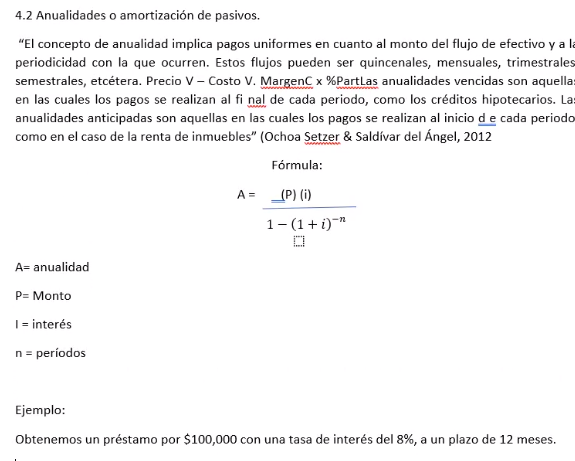 4.2 Anualidades o amortización de pasivos.
“El concepto de anualidad implica pagos uniformes en cuanto al monto del flujo de efectivo y a la
periodicidad con la que ocurren. Estos flujos pueden ser quincenales, mensuales, trimestrales
semestrales, etcétera. Precio V – Costo V. MargenC x %PartLas anualidades vencidas son aquellas
en las cuales los pagos se realizan al fi nal de cada periodo, como los créditos hipotecarios. Las
anualidades anticipadas son aquellas en las cuales los pagos se realizan al inicio d e cada periodo
como en el caso de la renta de inmuebles” (Ochoa Setzer & Saldívar del Ángel, 2012
Fórmula:
A = (P) (i)
1 − (1 + i)⁻ⁿ
A= anualidad
P= Monto
I = interés
n = períodos
Ejemplo:
Obtenemos un préstamo por $100,000 con una tasa de interés del 8%, a un plazo de 12 meses.